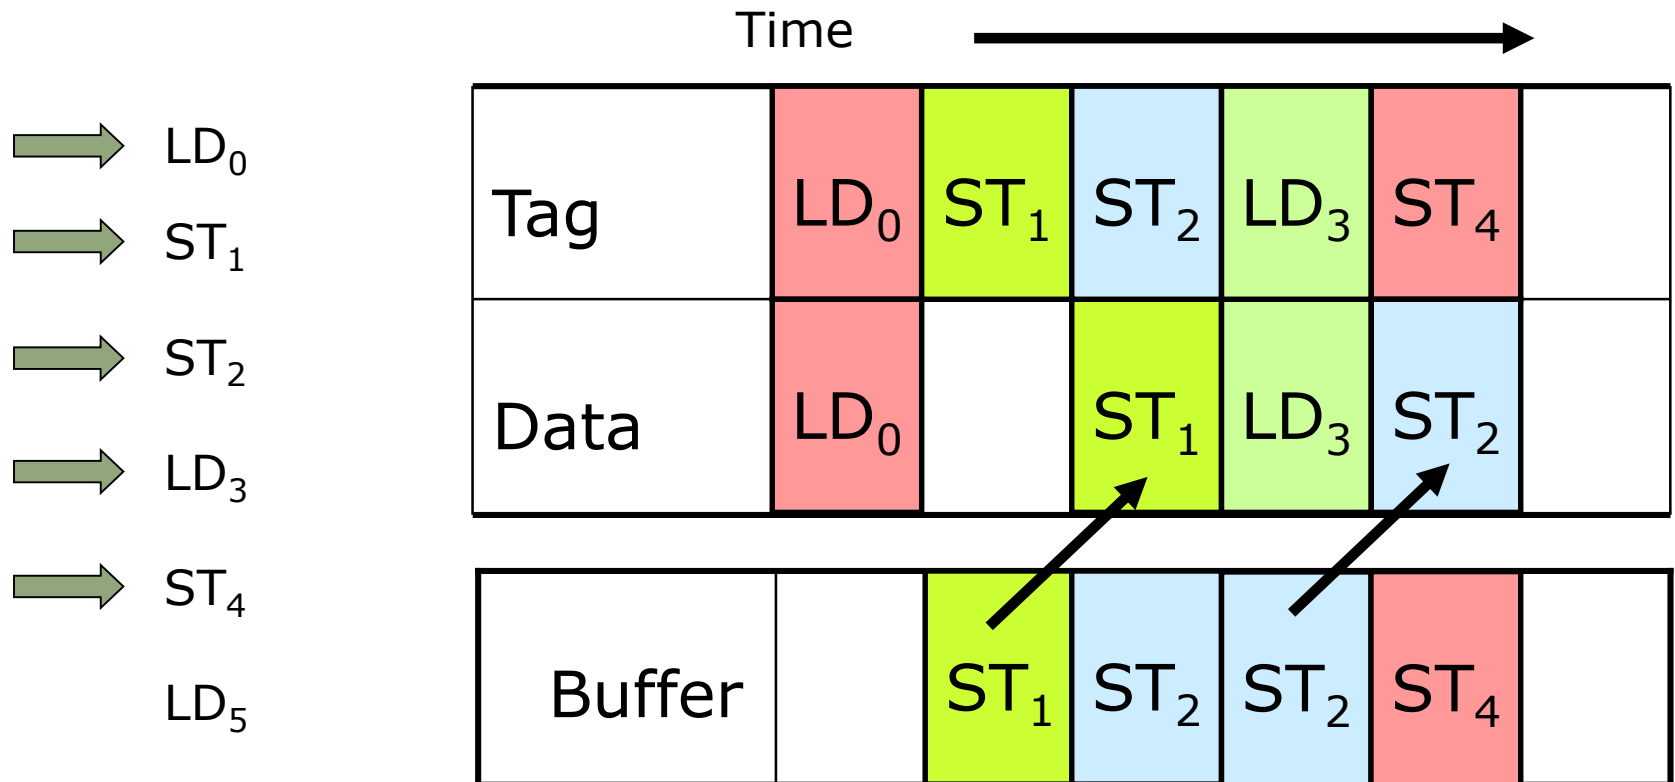 Time
LD₀
ST₁
ST₂
LD₃
ST₄
LD₅
Tag LD₀ ST₁ ST₂ LD₃ ST₄
Data LD₀ ST₁ LD₃ ST₂
Buffer ST₁ ST₂ ST₂ ST₄